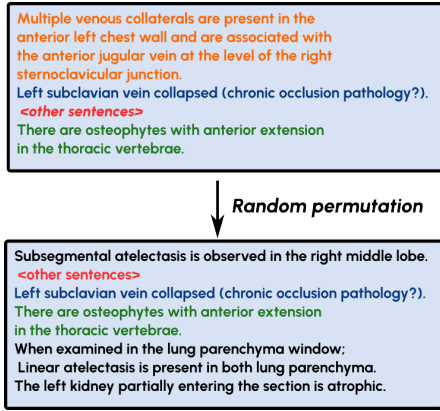 Multiple venous collaterals are present in the
anterior left chest wall and are associated with
the anterior jugular vein at the level of the right
sternoclavicular junction.
Left subclavian vein collapsed (chronic occlusion pathology?).
<other sentences>
There are osteophytes with anterior extension
in the thoracic vertebrae.
Random permutation
Subsegmental atelectasis is observed in the right middle lobe.
<other sentences>
Left subclavian vein collapsed (chronic occlusion pathology?).
There are osteophytes with anterior extension
in the thoracic vertebrae.
When examined in the lung parenchyma window;
Linear atelectasis is present in both lung parenchyma.
The left kidney partially entering the section is atrophic.